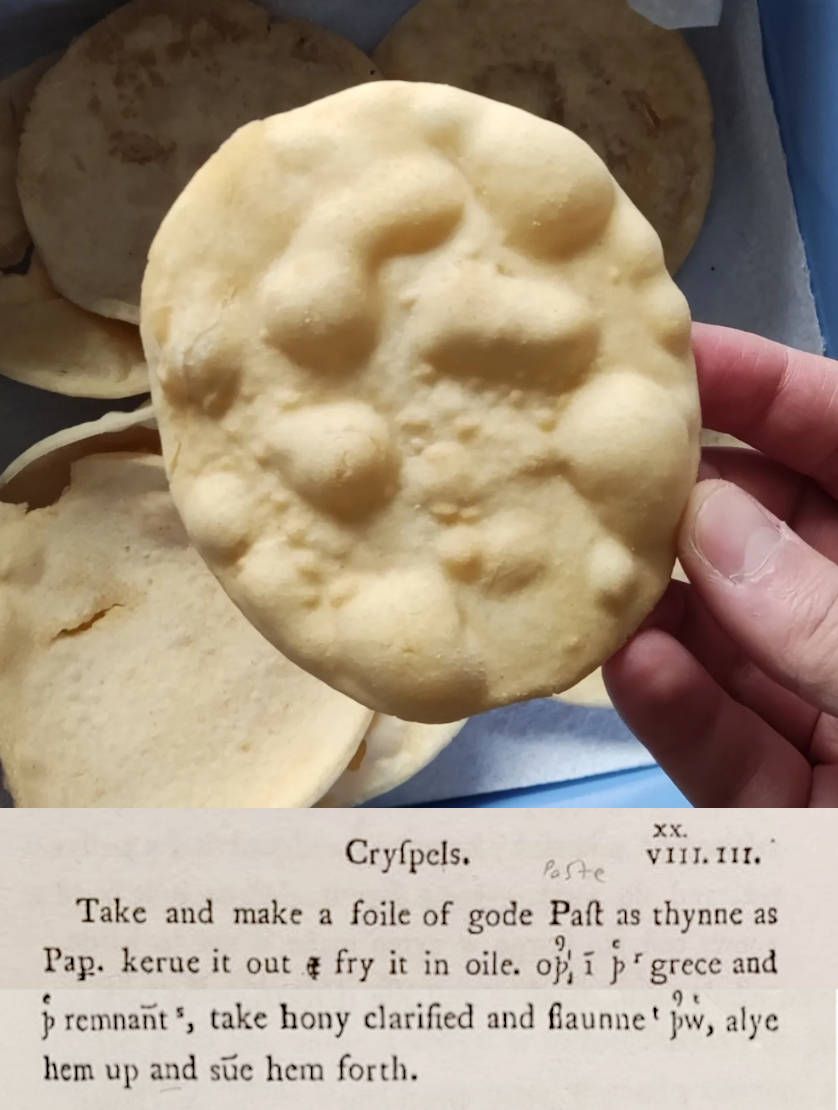 Cryſpels. xx. VIII. III.
Paste
Take and make a foile of gode Paſt as thynne as
Pap. kerue it out ⁊ fry it in oile. oþ’, ī þͤ ʳ grece and
þͤ remnan̄t ˢ, take hony clarified and flaunne ᵗ þ’wᵗ, alye
hem up and sūe hem forth.